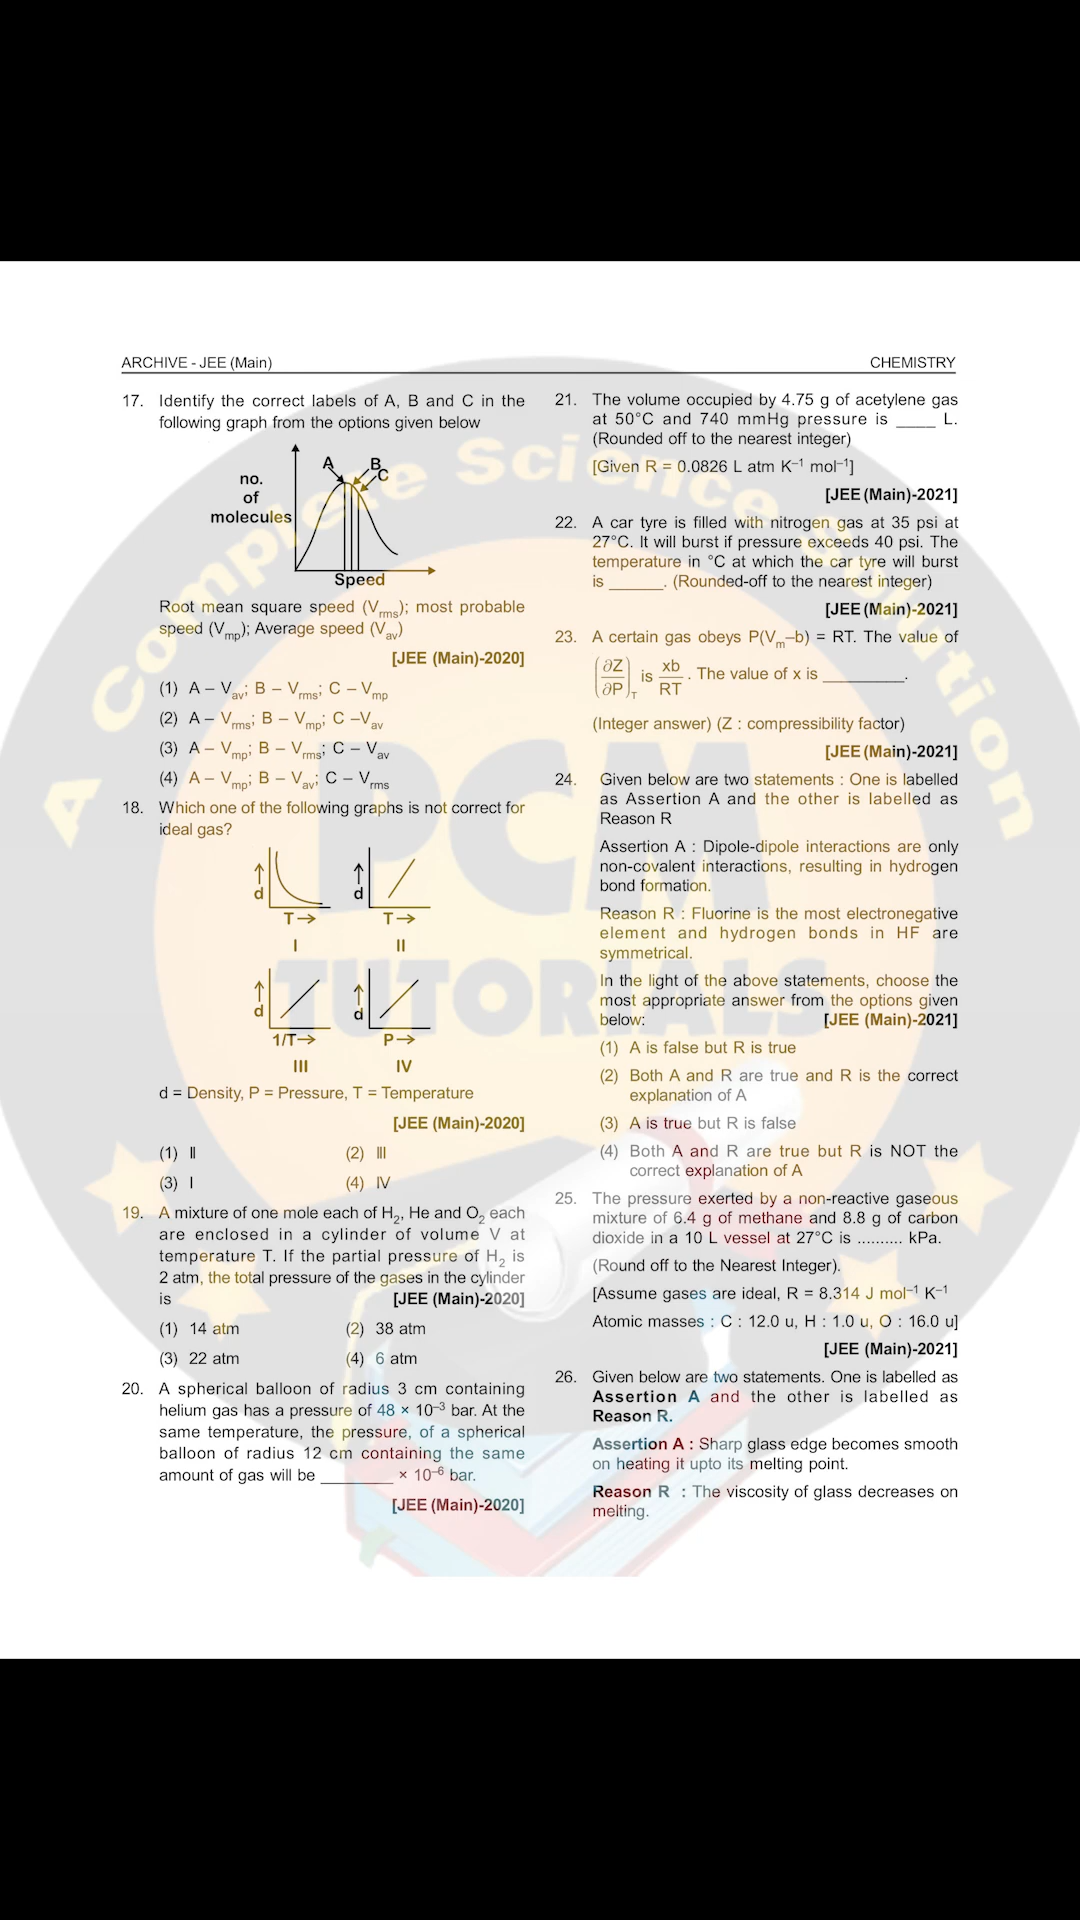 ARCHIVE - JEE (Main)
CHEMISTRY
17. Identify the correct labels of A, B and C in the
following graph from the options given below
A
B
C
no.
of
molecules
Speed
Root mean square speed (V_rms); most probable
speed (V_mp); Average speed (V_av)
[JEE (Main)-2020]
(1) A – V_av; B – V_rms; C – V_mp
(2) A – V_rms; B – V_mp; C –V_av
(3) A – V_mp; B – V_rms; C – V_av
(4) A – V_mp; B – V_av; C – V_rms
18. Which one of the following graphs is not correct for
ideal gas?
d
T→
I
d
T→
II
d
1/T→
III
d
P→
IV
d = Density, P = Pressure, T = Temperature
[JEE (Main)-2020]
(1) II (2) III
(3) I (4) IV
19. A mixture of one mole each of H₂, He and O₂ each
are enclosed in a cylinder of volume V at
temperature T. If the partial pressure of H₂ is
2 atm, the total pressure of the gases in the cylinder
is [JEE (Main)-2020]
(1) 14 atm (2) 38 atm
(3) 22 atm (4) 6 atm
20. A spherical balloon of radius 3 cm containing
helium gas has a pressure of 48 × 10⁻³ bar. At the
same temperature, the pressure, of a spherical
balloon of radius 12 cm containing the same
amount of gas will be ________ × 10⁻⁶ bar.
[JEE (Main)-2020]
21. The volume occupied by 4.75 g of acetylene gas
at 50°C and 740 mmHg pressure is ____ L.
(Rounded off to the nearest integer)
[Given R = 0.0826 L atm K⁻¹ mol⁻¹]
[JEE (Main)-2021]
22. A car tyre is filled with nitrogen gas at 35 psi at
27°C. It will burst if pressure exceeds 40 psi. The
temperature in °C at which the car tyre will burst
is ______. (Rounded-off to the nearest integer)
[JEE (Main)-2021]
23. A certain gas obeys P(V_m–b) = RT. The value of
(∂Z/∂P)_T is xb/RT. The value of x is _________.
(Integer answer) (Z : compressibility factor)
[JEE (Main)-2021]
24. Given below are two statements : One is labelled
as Assertion A and the other is labelled as
Reason R
Assertion A : Dipole-dipole interactions are only
non-covalent interactions, resulting in hydrogen
bond formation.
Reason R : Fluorine is the most electronegative
element and hydrogen bonds in HF are
symmetrical.
In the light of the above statements, choose the
most appropriate answer from the options given
below: [JEE (Main)-2021]
(1) A is false but R is true
(2) Both A and R are true and R is the correct
explanation of A
(3) A is true but R is false
(4) Both A and R are true but R is NOT the
correct explanation of A
25. The pressure exerted by a non-reactive gaseous
mixture of 6.4 g of methane and 8.8 g of carbon
dioxide in a 10 L vessel at 27°C is .......... kPa.
(Round off to the Nearest Integer).
[Assume gases are ideal, R = 8.314 J mol⁻¹ K⁻¹
Atomic masses : C : 12.0 u, H : 1.0 u, O : 16.0 u]
[JEE (Main)-2021]
26. Given below are two statements. One is labelled as
Assertion A and the other is labelled as
Reason R.
Assertion A : Sharp glass edge becomes smooth
on heating it upto its melting point.
Reason R : The viscosity of glass decreases on
melting.
A Complete Science Solution
PCM
TUTORIALS